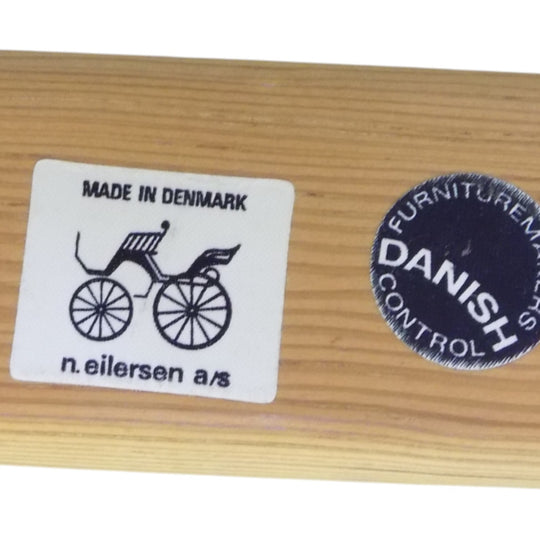 MADE IN DENMARK
n.eilersen a/s
FURNITUREMAKERS
DANISH
CONTROL